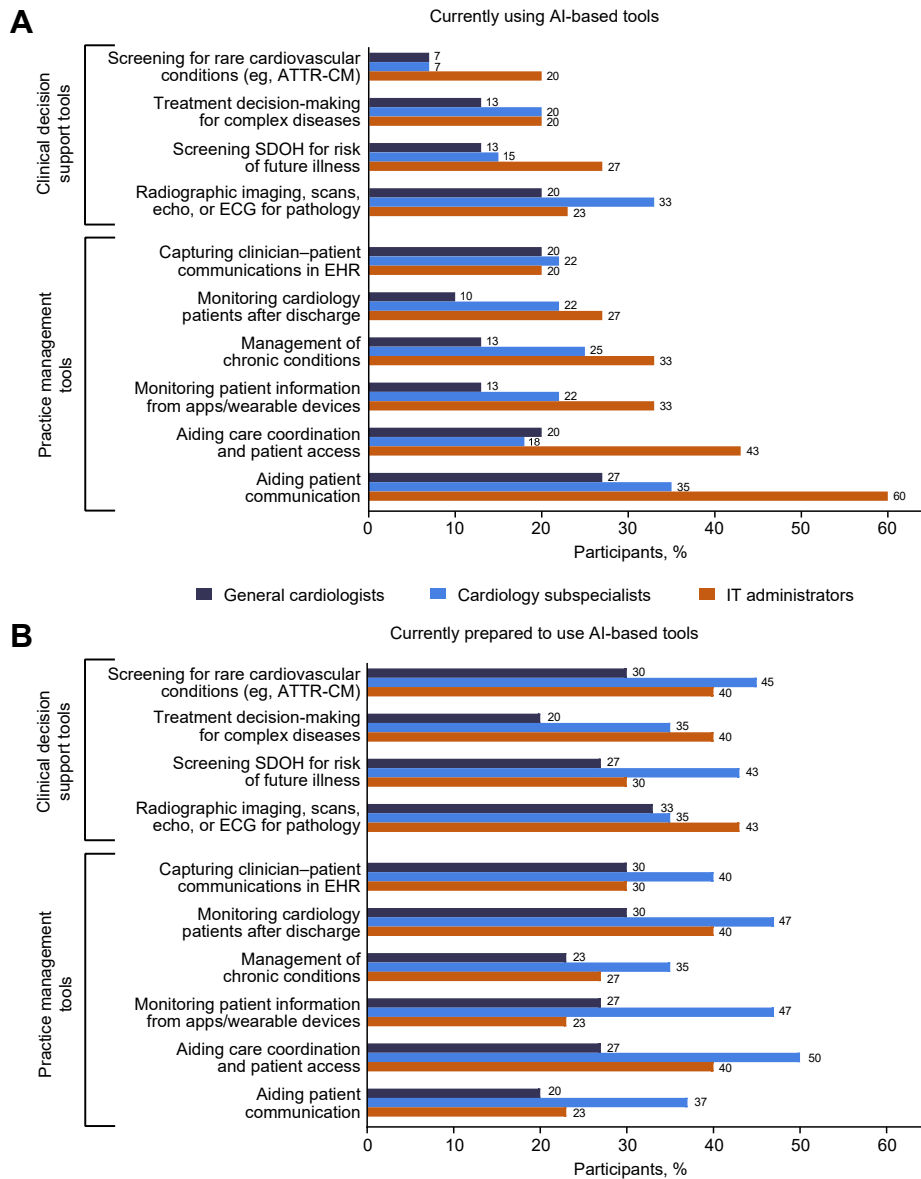 A
Currently using AI-based tools
Clinical decision
support tools
Screening for rare cardiovascular
conditions (eg, ATTR-CM)
7
7
20
Treatment decision-making
for complex diseases
13
20
20
Screening SDOH for risk
of future illness
13
15
27
Radiographic imaging, scans,
echo, or ECG for pathology
20
33
23
Practice management
tools
Capturing clinician–patient
communications in EHR
20
22
20
Monitoring cardiology
patients after discharge
10
22
27
Management of
chronic conditions
13
25
33
Monitoring patient information
from apps/wearable devices
13
22
33
Aiding care coordination
and patient access
20
18
43
Aiding patient
communication
27
35
60
0 10 20 30 40 50 60
Participants, %
General cardiologists Cardiology subspecialists IT administrators
B
Currently prepared to use AI-based tools
Clinical decision
support tools
Screening for rare cardiovascular
conditions (eg, ATTR-CM)
30
45
40
Treatment decision-making
for complex diseases
20
35
40
Screening SDOH for risk
of future illness
27
43
30
Radiographic imaging, scans,
echo, or ECG for pathology
33
35
43
Practice management
tools
Capturing clinician–patient
communications in EHR
30
40
30
Monitoring cardiology
patients after discharge
30
47
40
Management of
chronic conditions
23
35
27
Monitoring patient information
from apps/wearable devices
27
47
23
Aiding care coordination
and patient access
27
50
40
Aiding patient
communication
20
37
23
0 10 20 30 40 50 60
Participants, %